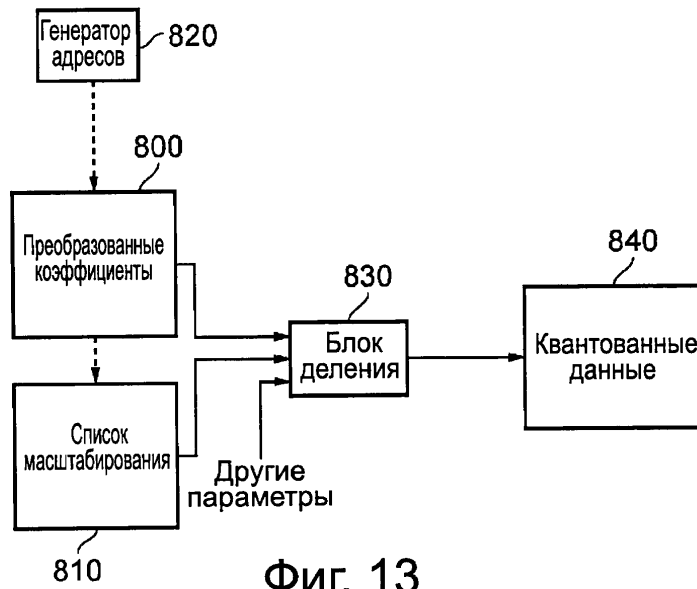 Генератор
адресов
820
800
Преобразованные
коэффициенты
840
830
Блок
деления
Квантованные
данные
Список
масштабирования
Другие
параметры
810
Фиг. 13